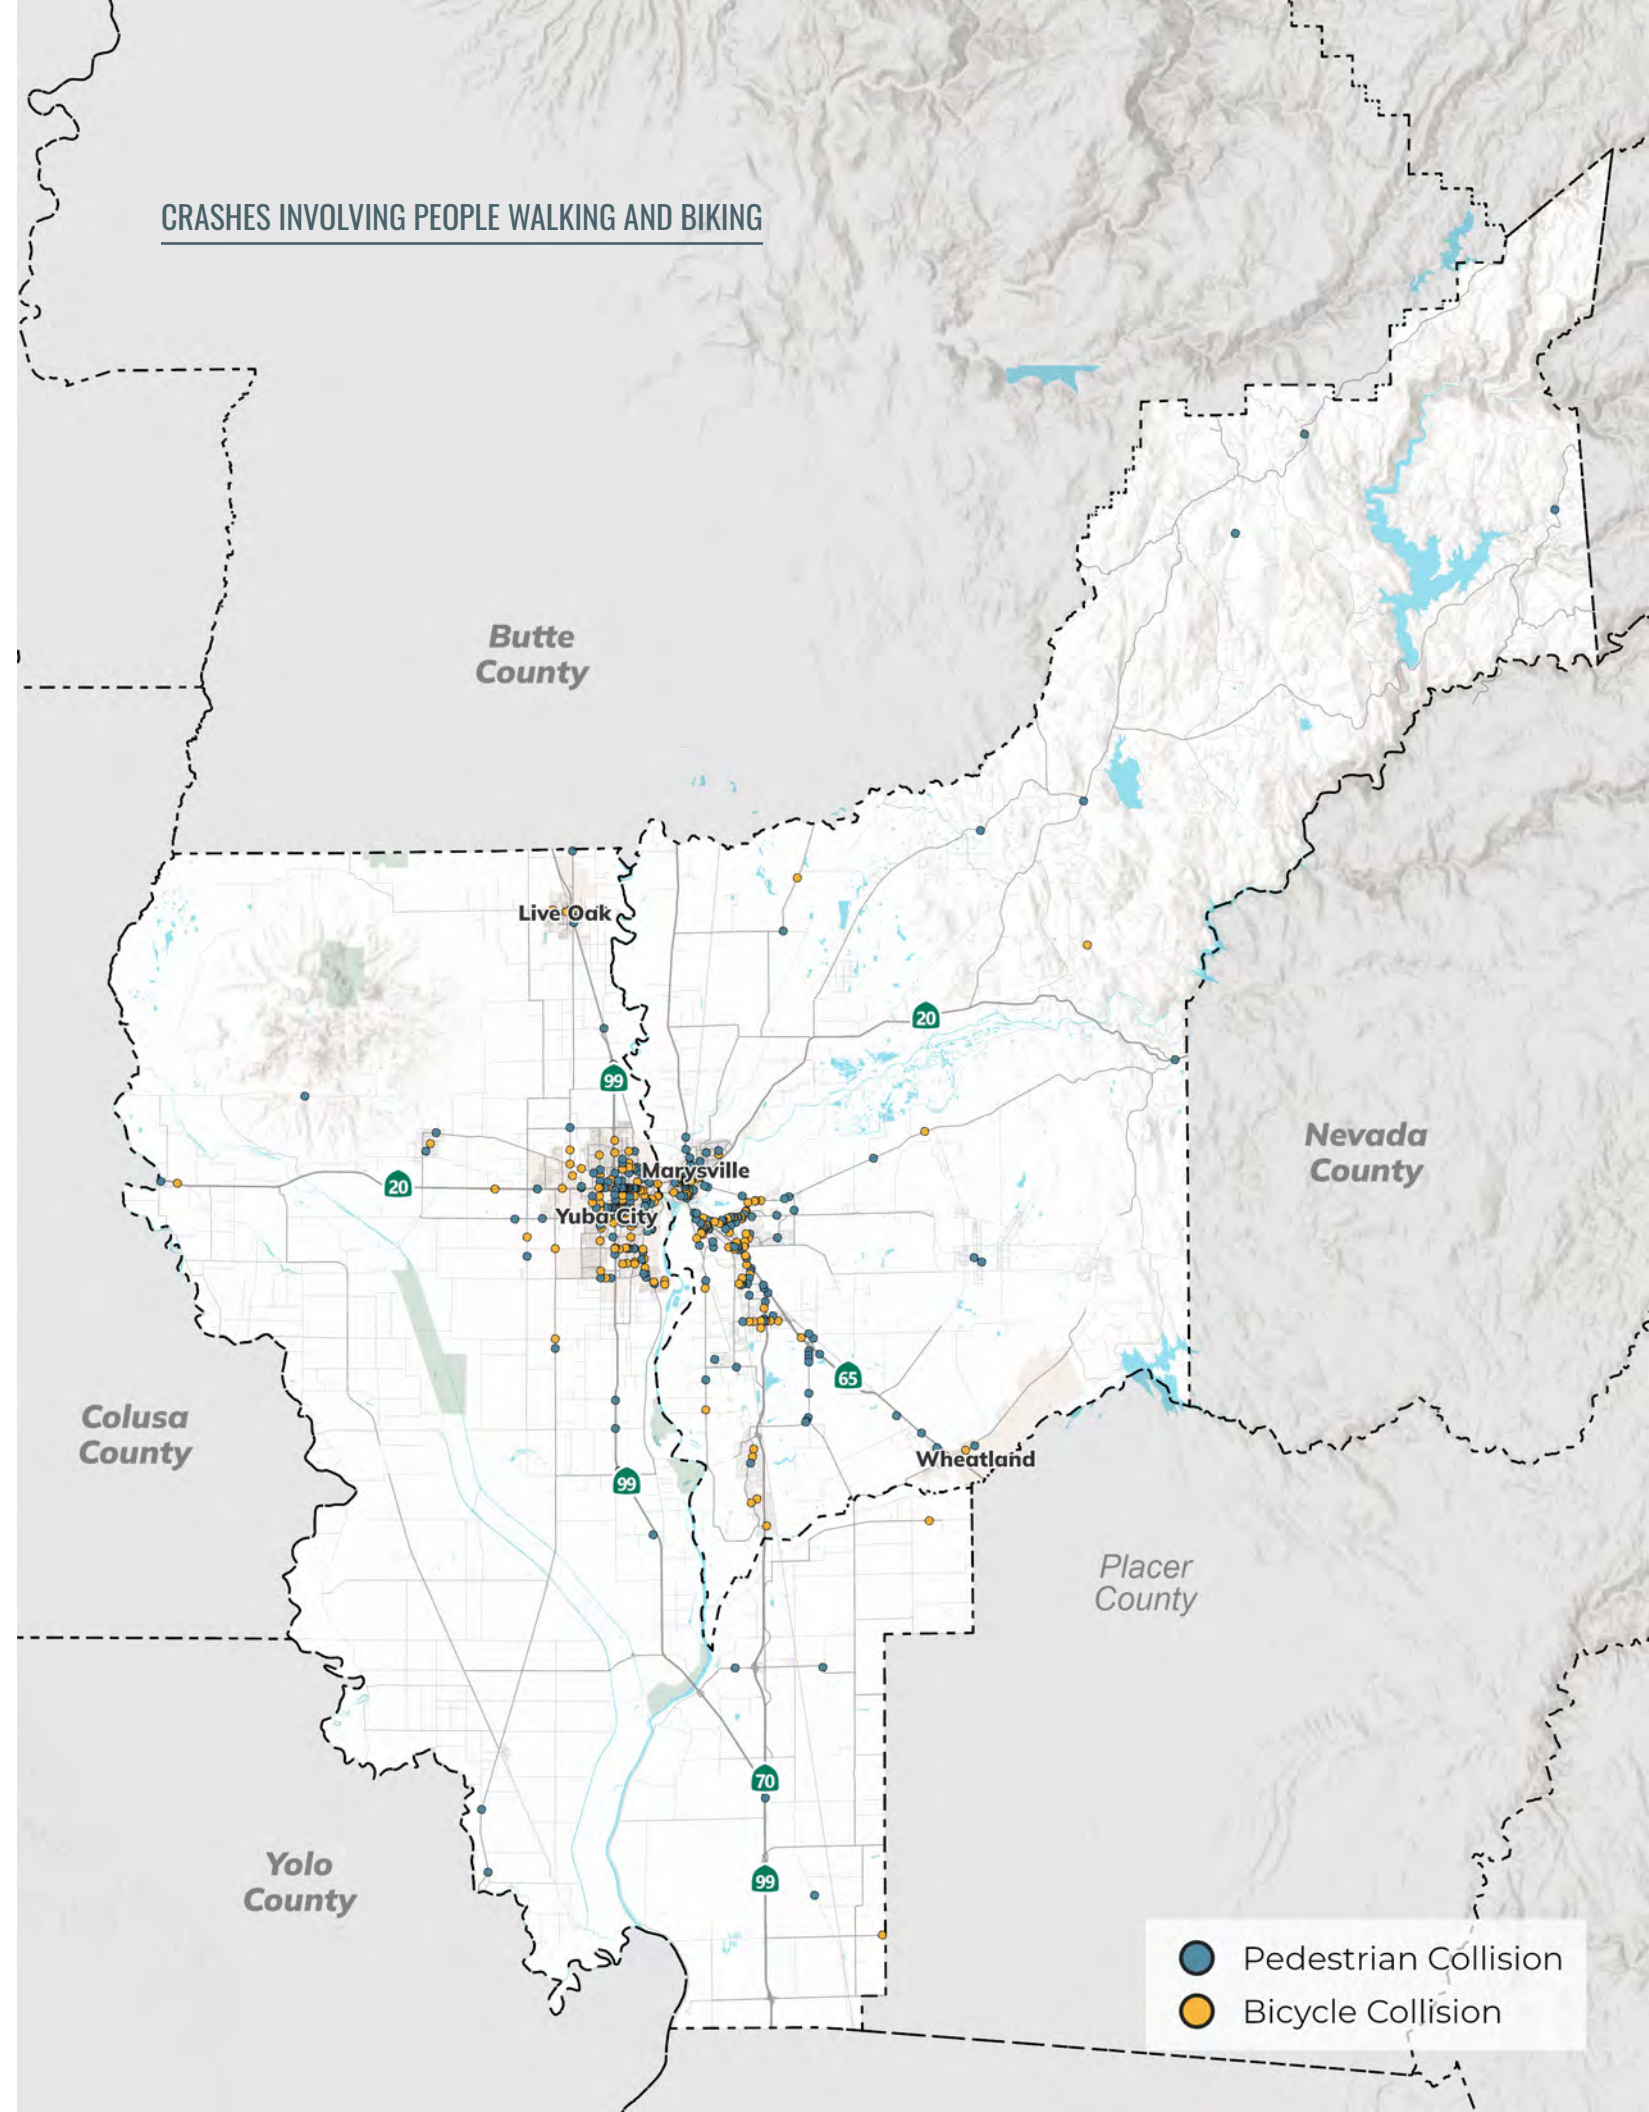 CRASHES INVOLVING PEOPLE WALKING AND BIKING
Butte
County
Live Oak
20
99
Nevada
County
Marysville
20
Yuba City
65
Colusa
County
Wheatland
99
Placer
County
70
Yolo
County
99
Pedestrian Collision
Bicycle Collision